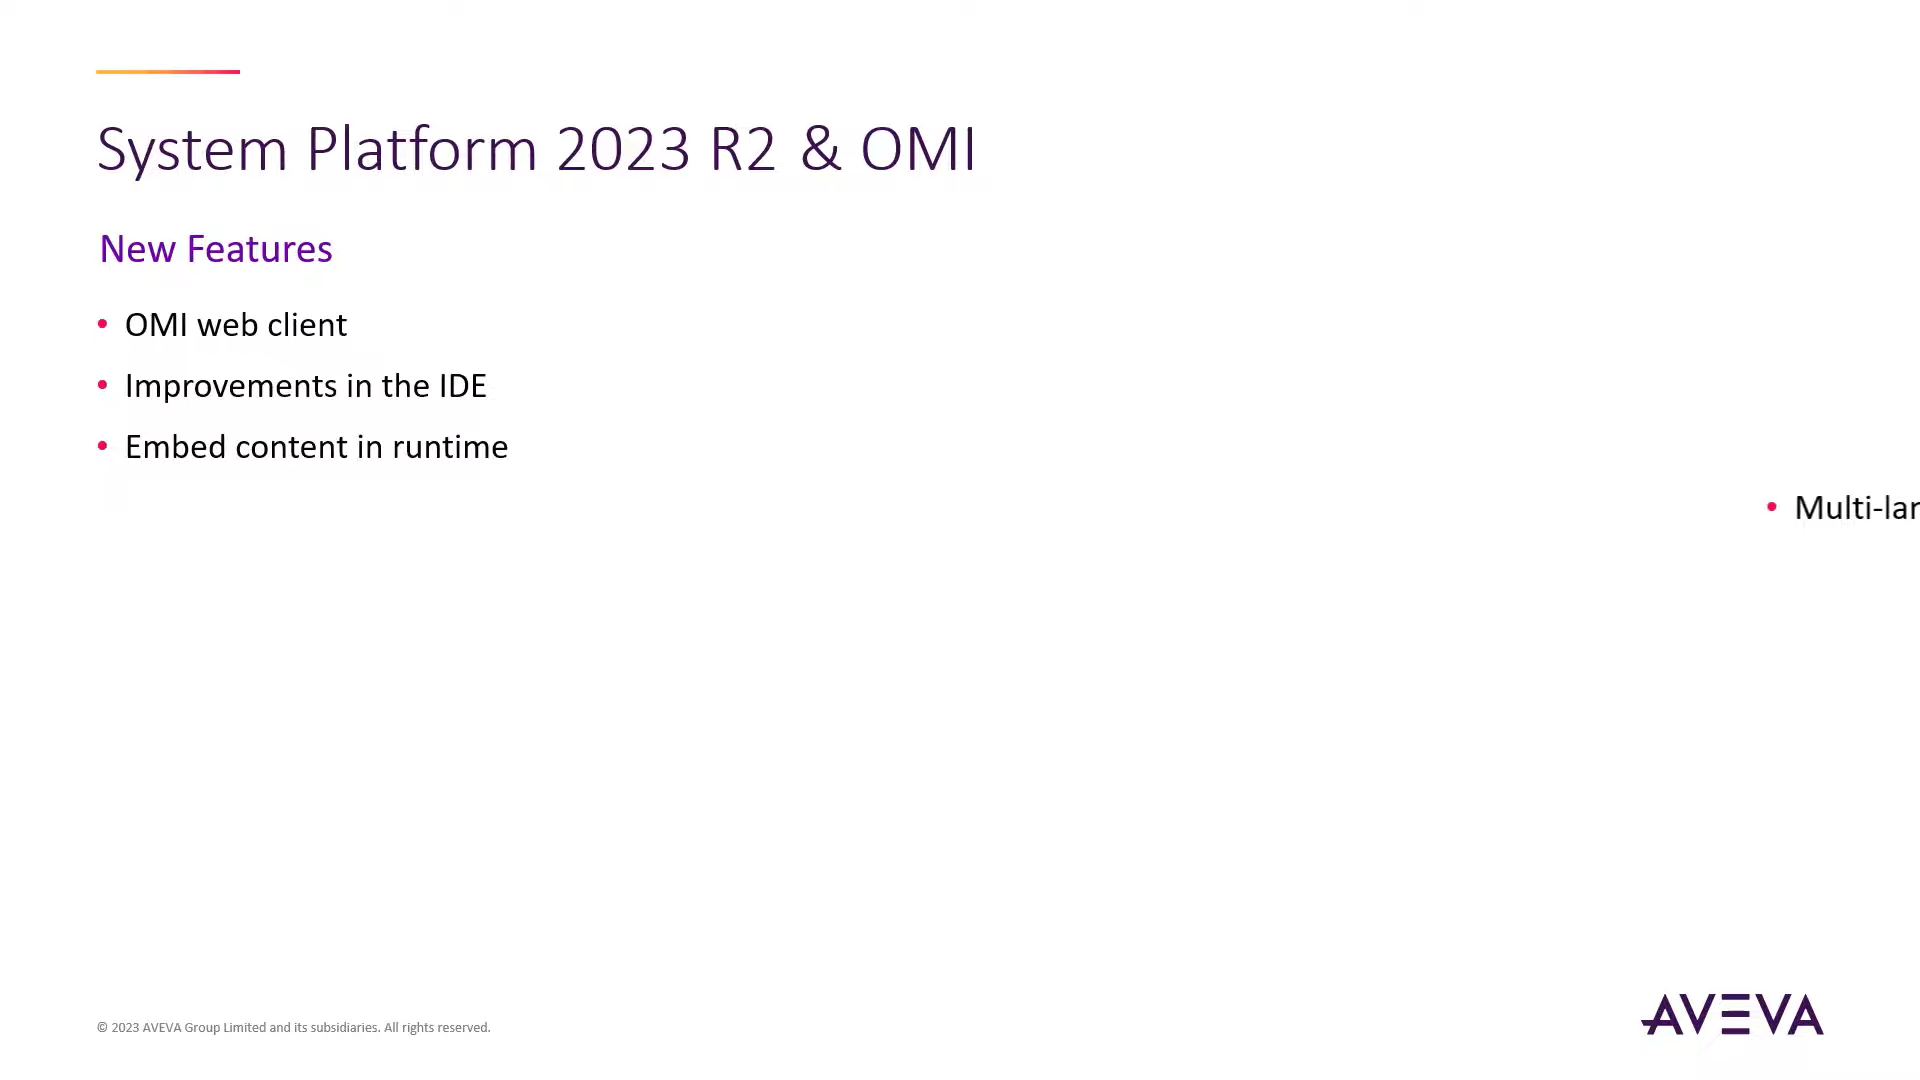 System Platform 2023 R2 & OMI
New Features
• OMI web client
• Improvements in the IDE
• Embed content in runtime
• Multi-lar
© 2023 AVEVA Group Limited and its subsidiaries. All rights reserved.
AVEVA